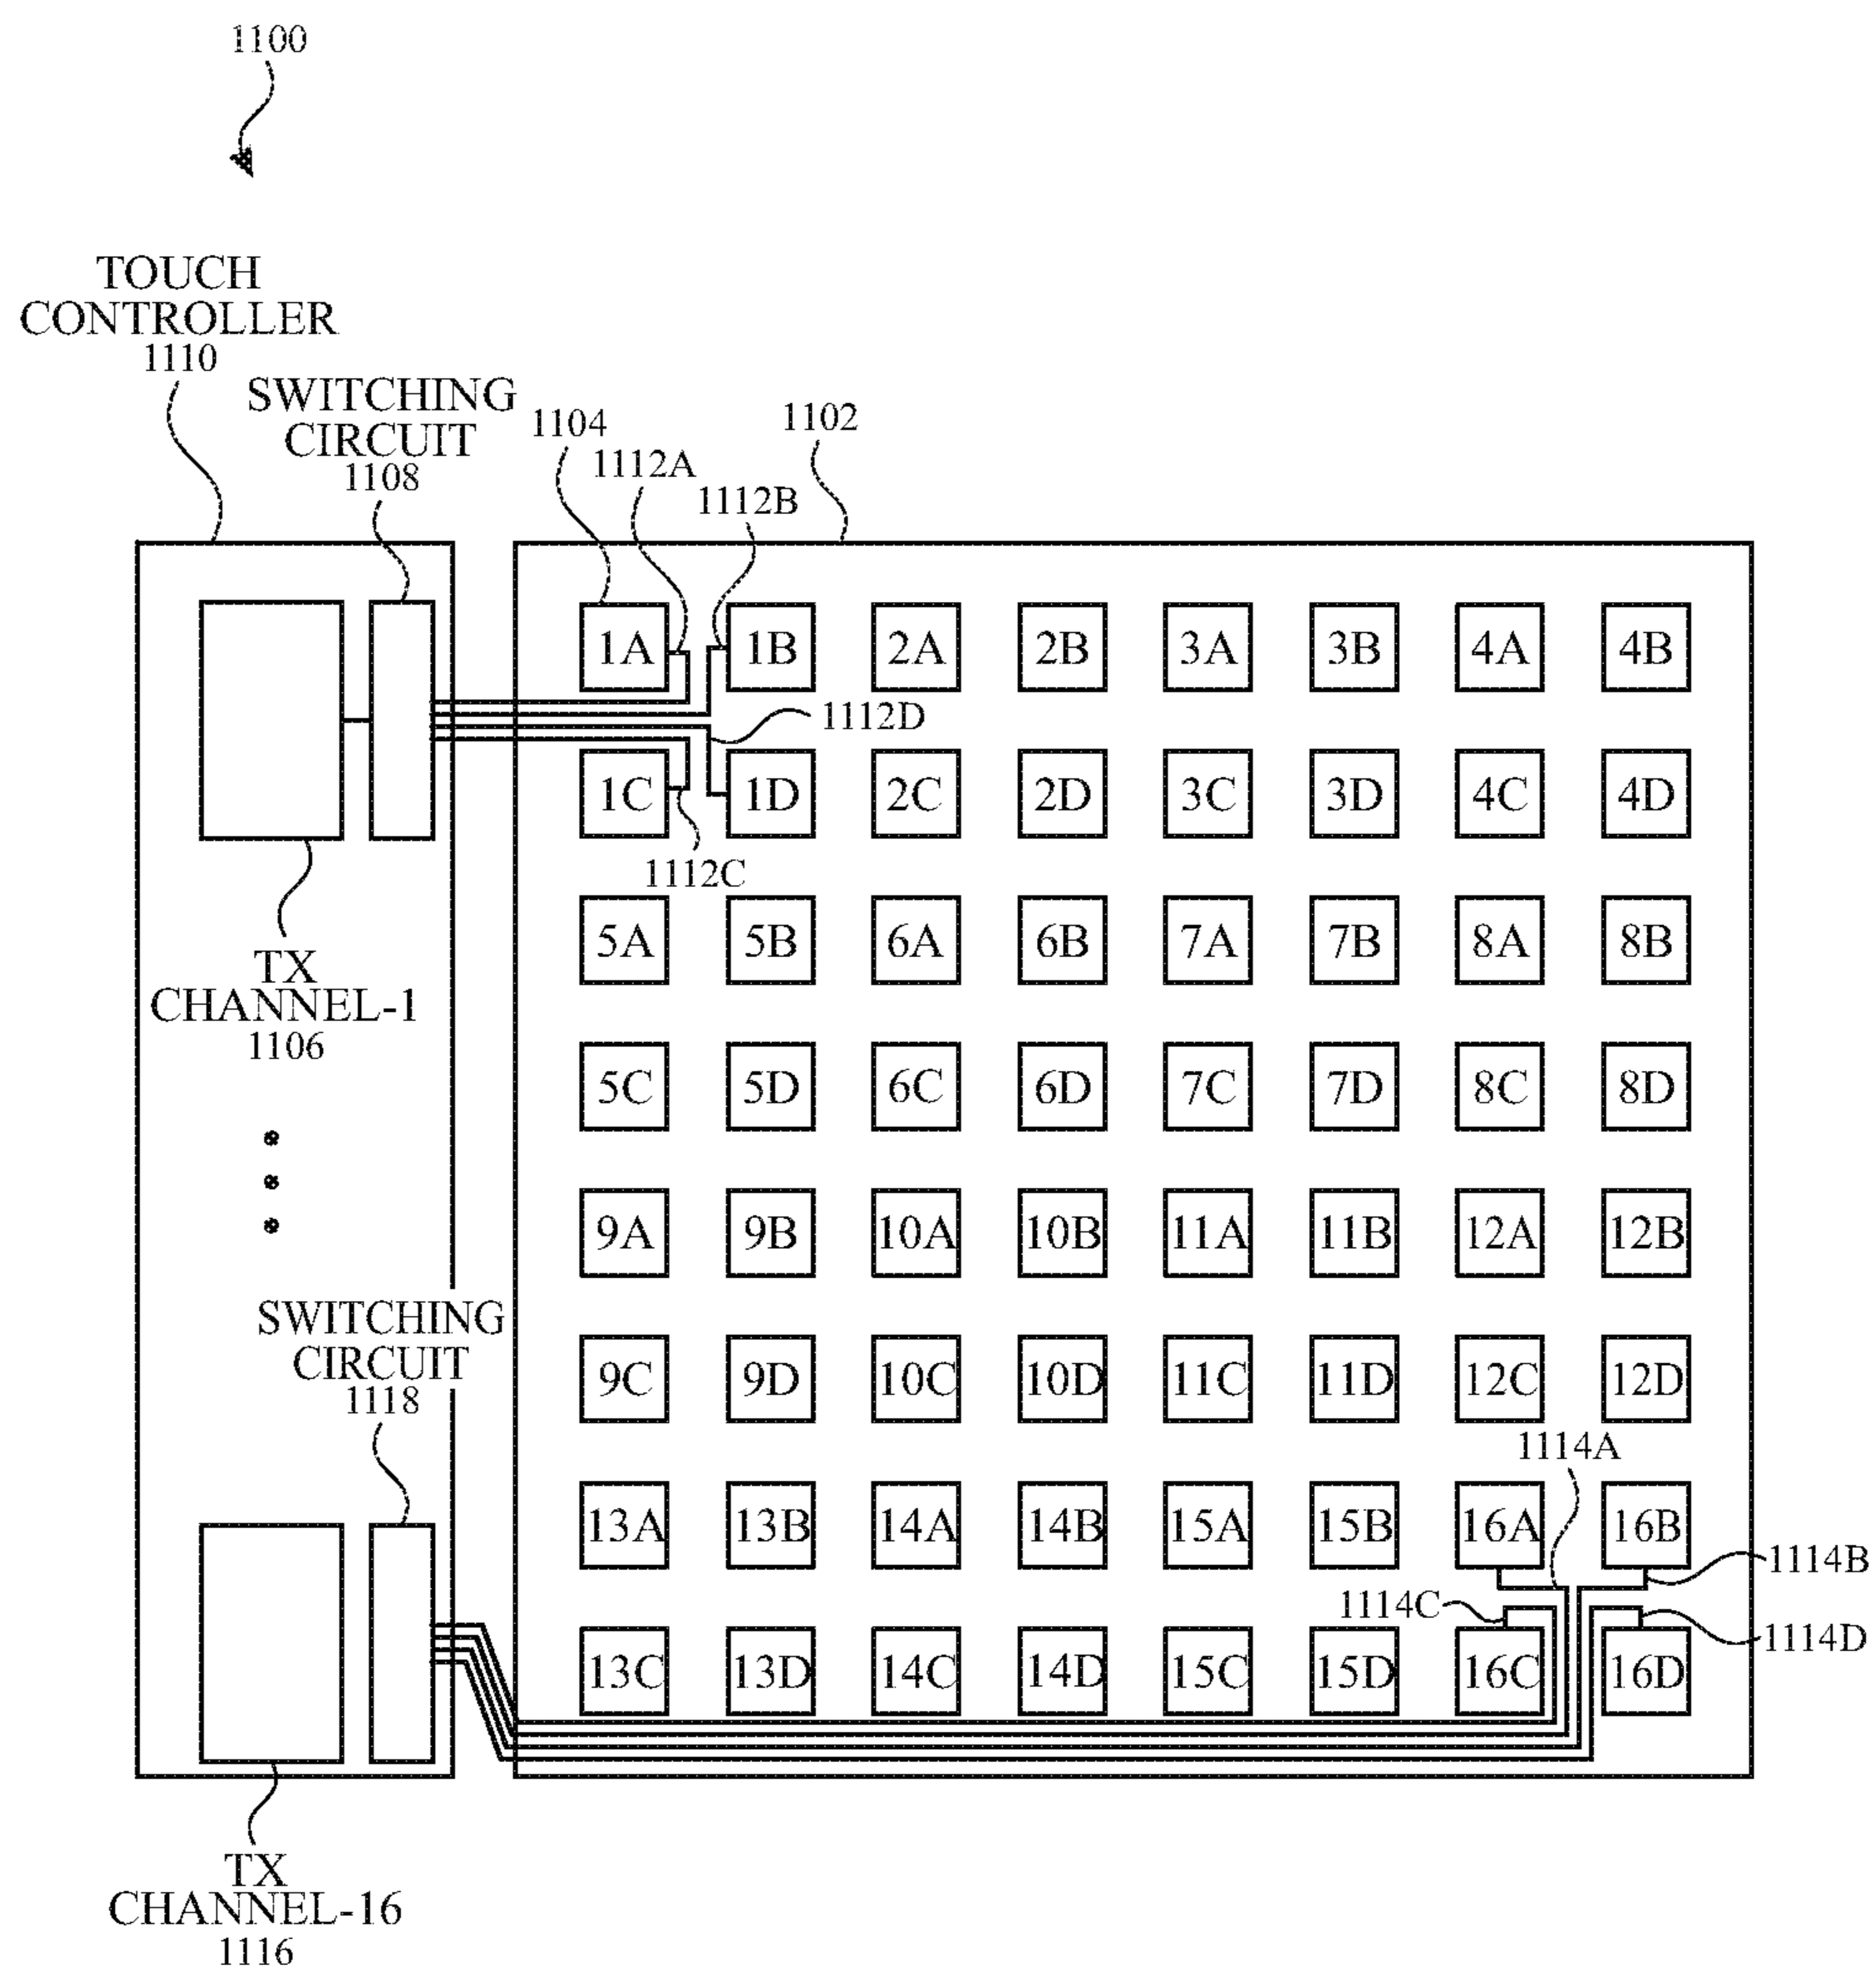 1100
TOUCH
CONTROLLER
1110
SWITCHING
CIRCUIT
1108
1104
1112A
1112B
1102
1A 1B 2A 2B 3A 3B 4A 4B
1112D
1C 1D 2C 2D 3C 3D 4C 4D
1112C
5A 5B 6A 6B 7A 7B 8A 8B
TX
CHANNEL-1
1106
5C 5D 6C 6D 7C 7D 8C 8D
9A 9B 10A 10B 11A 11B 12A 12B
SWITCHING
CIRCUIT
1118
9C 9D 10C 10D 11C 11D 12C 12D
1114A
13A 13B 14A 14B 15A 15B 16A 16B
1114B
1114C
1114D
13C 13D 14C 14D 15C 15D 16C 16D
TX
CHANNEL-16
1116